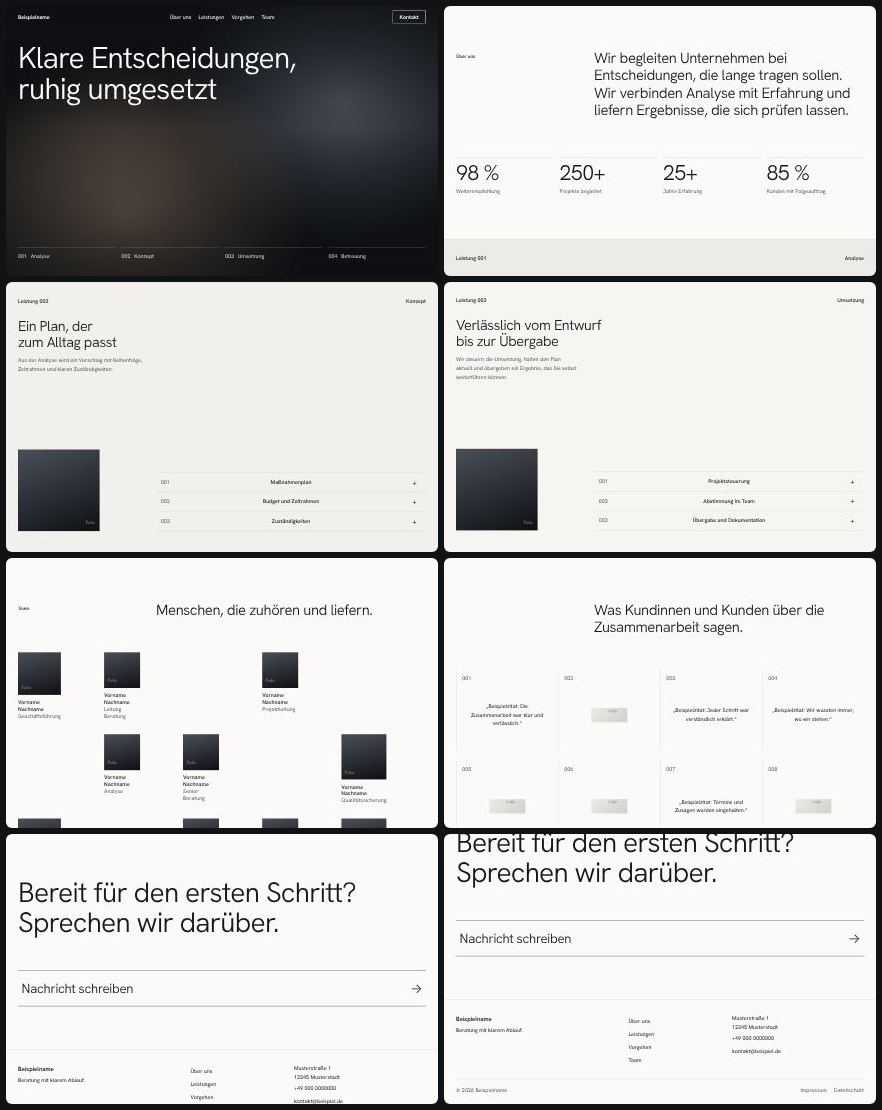 Beispielname
Über uns Leistungen Vorgehen Team
Kontakt
Klare Entscheidungen,
ruhig umgesetzt
001 Analyse
002 Konzept
003 Umsetzung
004 Betreuung
Über uns
Wir begleiten Unternehmen bei
Entscheidungen, die lange tragen sollen.
Wir verbinden Analyse mit Erfahrung und
liefern Ergebnisse, die sich prüfen lassen.
98 %
Weiterempfehlung
250+
Projekte begleitet
25+
Jahre Erfahrung
85 %
Kunden mit Folgeauftrag
Leistung 001
Analyse
Leistung 002
Konzept
Ein Plan, der
zum Alltag passt
Aus der Analyse wird ein Vorschlag mit Reihenfolge,
Zeitrahmen und klaren Zuständigkeiten.
Foto
001 Maßnahmenplan +
002 Budget und Zeitrahmen +
003 Zuständigkeiten +
Leistung 003
Umsetzung
Verlässlich vom Entwurf
bis zur Übergabe
Wir steuern die Umsetzung, halten den Plan
aktuell und übergeben ein Ergebnis, das Sie selbst
weiterführen können.
Foto
001 Projektsteuerung +
002 Abstimmung im Team +
003 Übergabe und Dokumentation +
Team
Menschen, die zuhören und liefern.
Foto
Vorname
Nachname
Geschäftsführung
Foto
Vorname
Nachname
Leitung
Beratung
Foto
Vorname
Nachname
Projektleitung
Foto
Vorname
Nachname
Analyse
Foto
Vorname
Nachname
Senior
Beratung
Foto
Vorname
Nachname
Qualitätssicherung
Was Kundinnen und Kunden über die
Zusammenarbeit sagen.
001
„Beispielzitat: Die
Zusammenarbeit war klar und
verlässlich.“
002
Logo
003
„Beispielzitat: Jeder Schritt war
verständlich erklärt.“
004
„Beispielzitat: Wir wussten immer,
wo wir stehen.“
005
Logo
006
Logo
007
„Beispielzitat: Termine und
Zusagen wurden eingehalten.“
008
Logo
Bereit für den ersten Schritt?
Sprechen wir darüber.
Nachricht schreiben →
Beispielname
Beratung mit klarem Ablauf.
Über uns
Leistungen
Vorgehen
Musterstraße 1
12345 Musterstadt
+49 000 0000000
kontakt@beispiel.de
Bereit für den ersten Schritt?
Sprechen wir darüber.
Nachricht schreiben →
Beispielname
Beratung mit klarem Ablauf.
Über uns
Leistungen
Vorgehen
Team
Musterstraße 1
12345 Musterstadt
+49 000 0000000
kontakt@beispiel.de
© 2026 Beispielname
Impressum Datenschutz